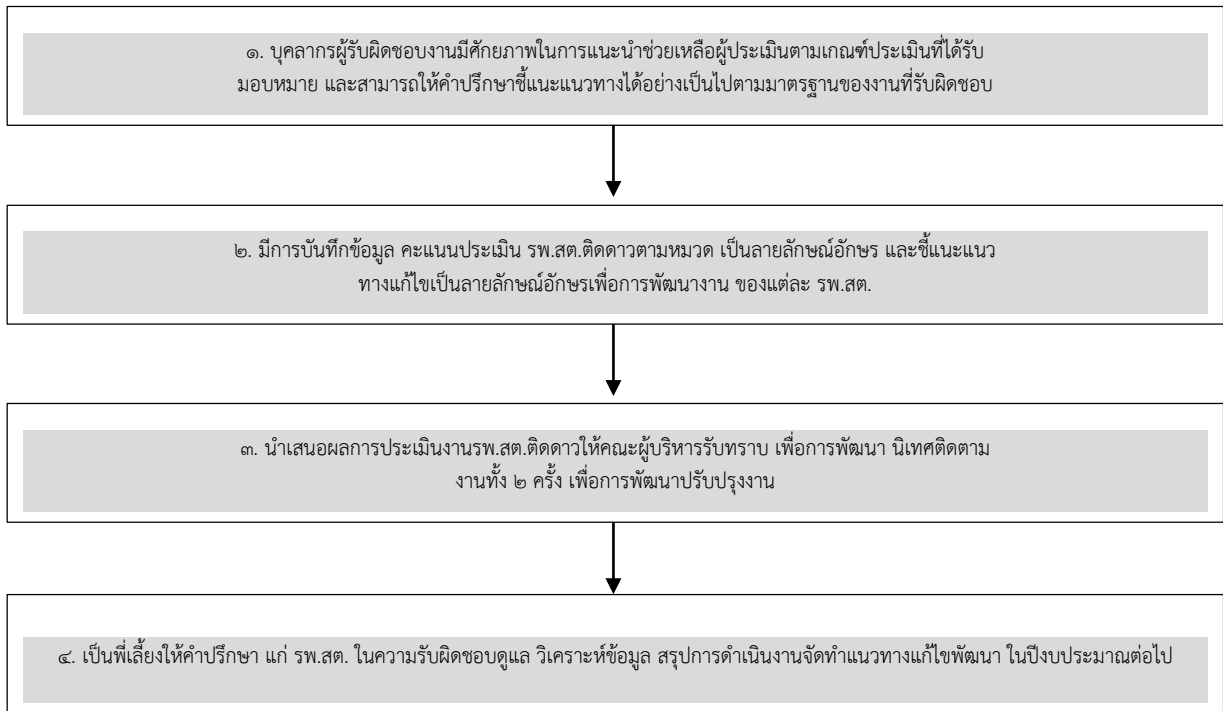 ๑. บุคลากรผู้รับผิดชอบงานมีศักยภาพในการแนะนำช่วยเหลือผู้ประเมินตามเกณฑ์ประเมินที่ได้รับ
มอบหมาย และสามารถให้คำปรึกษาชี้แนะแนวทางได้อย่างเป็นไปตามมาตรฐานของงานที่รับผิดชอบ
๒. มีการบันทึกข้อมูล คะแนนประเมิน รพ.สต.ติดดาวตามหมวด เป็นลายลักษณ์อักษร และชี้แนะแนว
ทางแก้ไขเป็นลายลักษณ์อักษรเพื่อการพัฒนางาน ของแต่ละ รพ.สต.
๓. นำเสนอผลการประเมินงานรพ.สต.ติดดาวให้คณะผู้บริหารรับทราบ เพื่อการพัฒนา นิเทศติดตาม
งานทั้ง ๒ ครั้ง เพื่อการพัฒนาปรับปรุงงาน
๔. เป็นพี่เลี้ยงให้คำปรึกษา แก่ รพ.สต. ในความรับผิดชอบดูแล วิเคราะห์ข้อมูล สรุปการดำเนินงานจัดทำแนวทางแก้ไขพัฒนา ในปีงบประมาณต่อไป